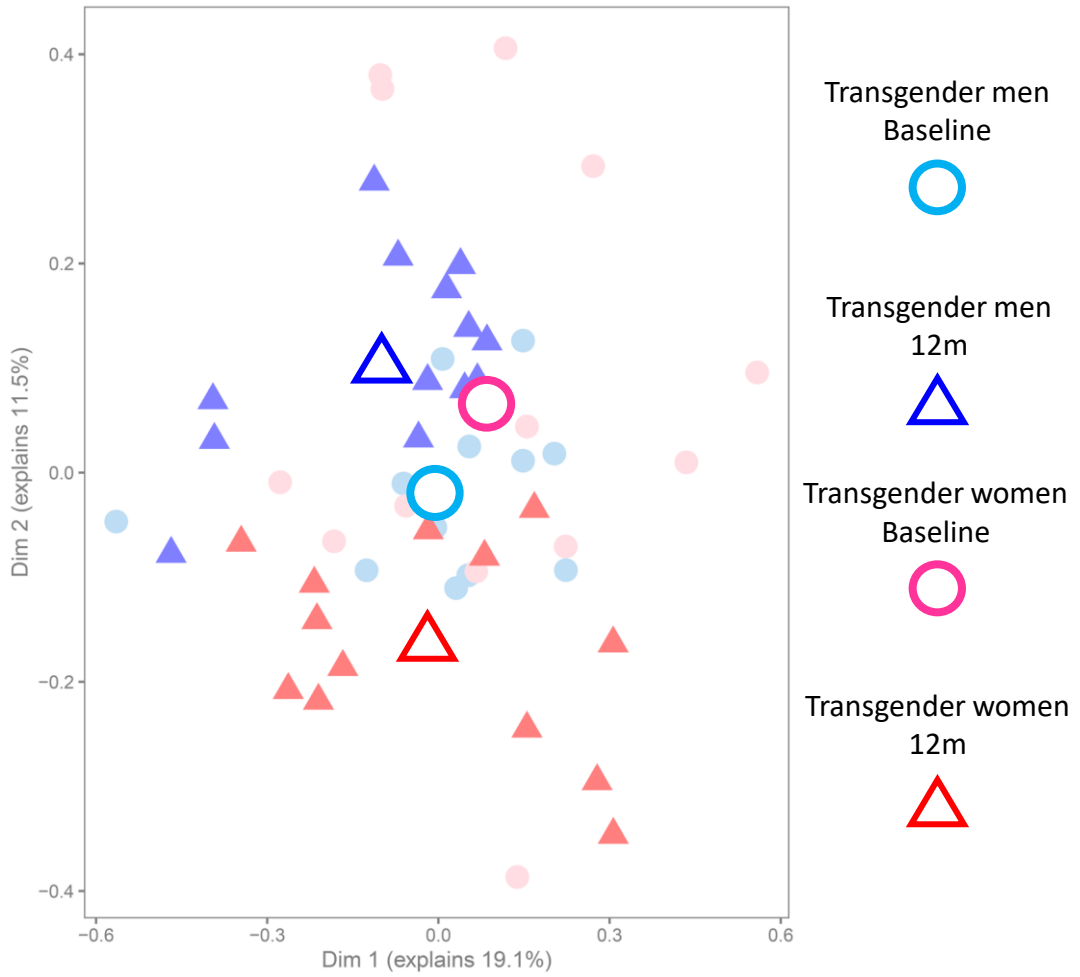 0.4
0.2
0.0
−0.2
−0.4
Dim 2 (explains 11.5%)
−0.6
−0.3
0.0
0.3
0.6
Dim 1 (explains 19.1%)
Transgender men
Baseline
Transgender men
12m
Transgender women
Baseline
Transgender women
12m